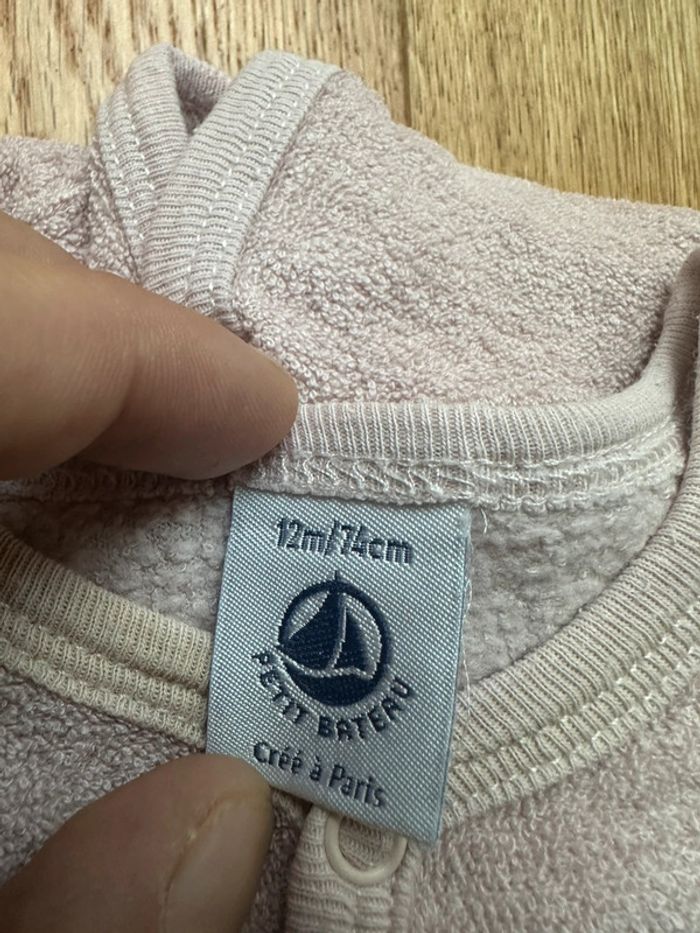 12m/74cm
PETIT BATEAU
Créé à Paris